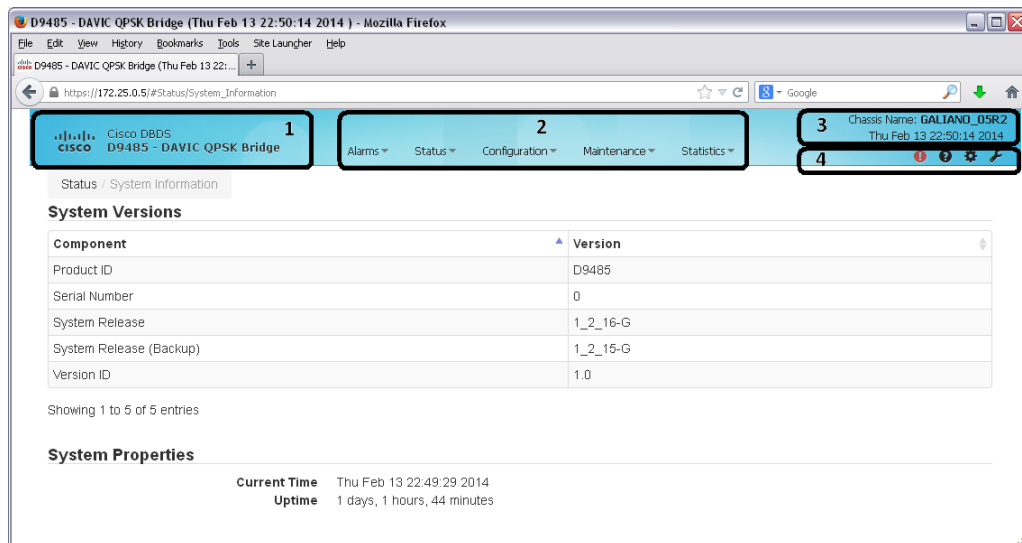 D9485 - DAVIC QPSK Bridge (Thu Feb 13 22:50:14 2014 ) - Mozilla Firefox
File Edit View History Bookmarks Tools Site Launcher Help
D9485 - DAVIC QPSK Bridge (Thu Feb 13 22:... +
https://172.25.0.5/#Status/System_Information
8 Google
cisco
Cisco DBDS
D9485 - DAVIC QPSK Bridge
1
2
Alarms Status Configuration Maintenance Statistics
3
Chassis Name: GALIANO_05R2
Thu Feb 13 22:50:14 2014
4
Status / System Information
System Versions
Component Version
Product ID D9485
Serial Number 0
System Release 1_2_16-G
System Release (Backup) 1_2_15-G
Version ID 1.0
Showing 1 to 5 of 5 entries
System Properties
Current Time Thu Feb 13 22:49:29 2014
Uptime 1 days, 1 hours, 44 minutes